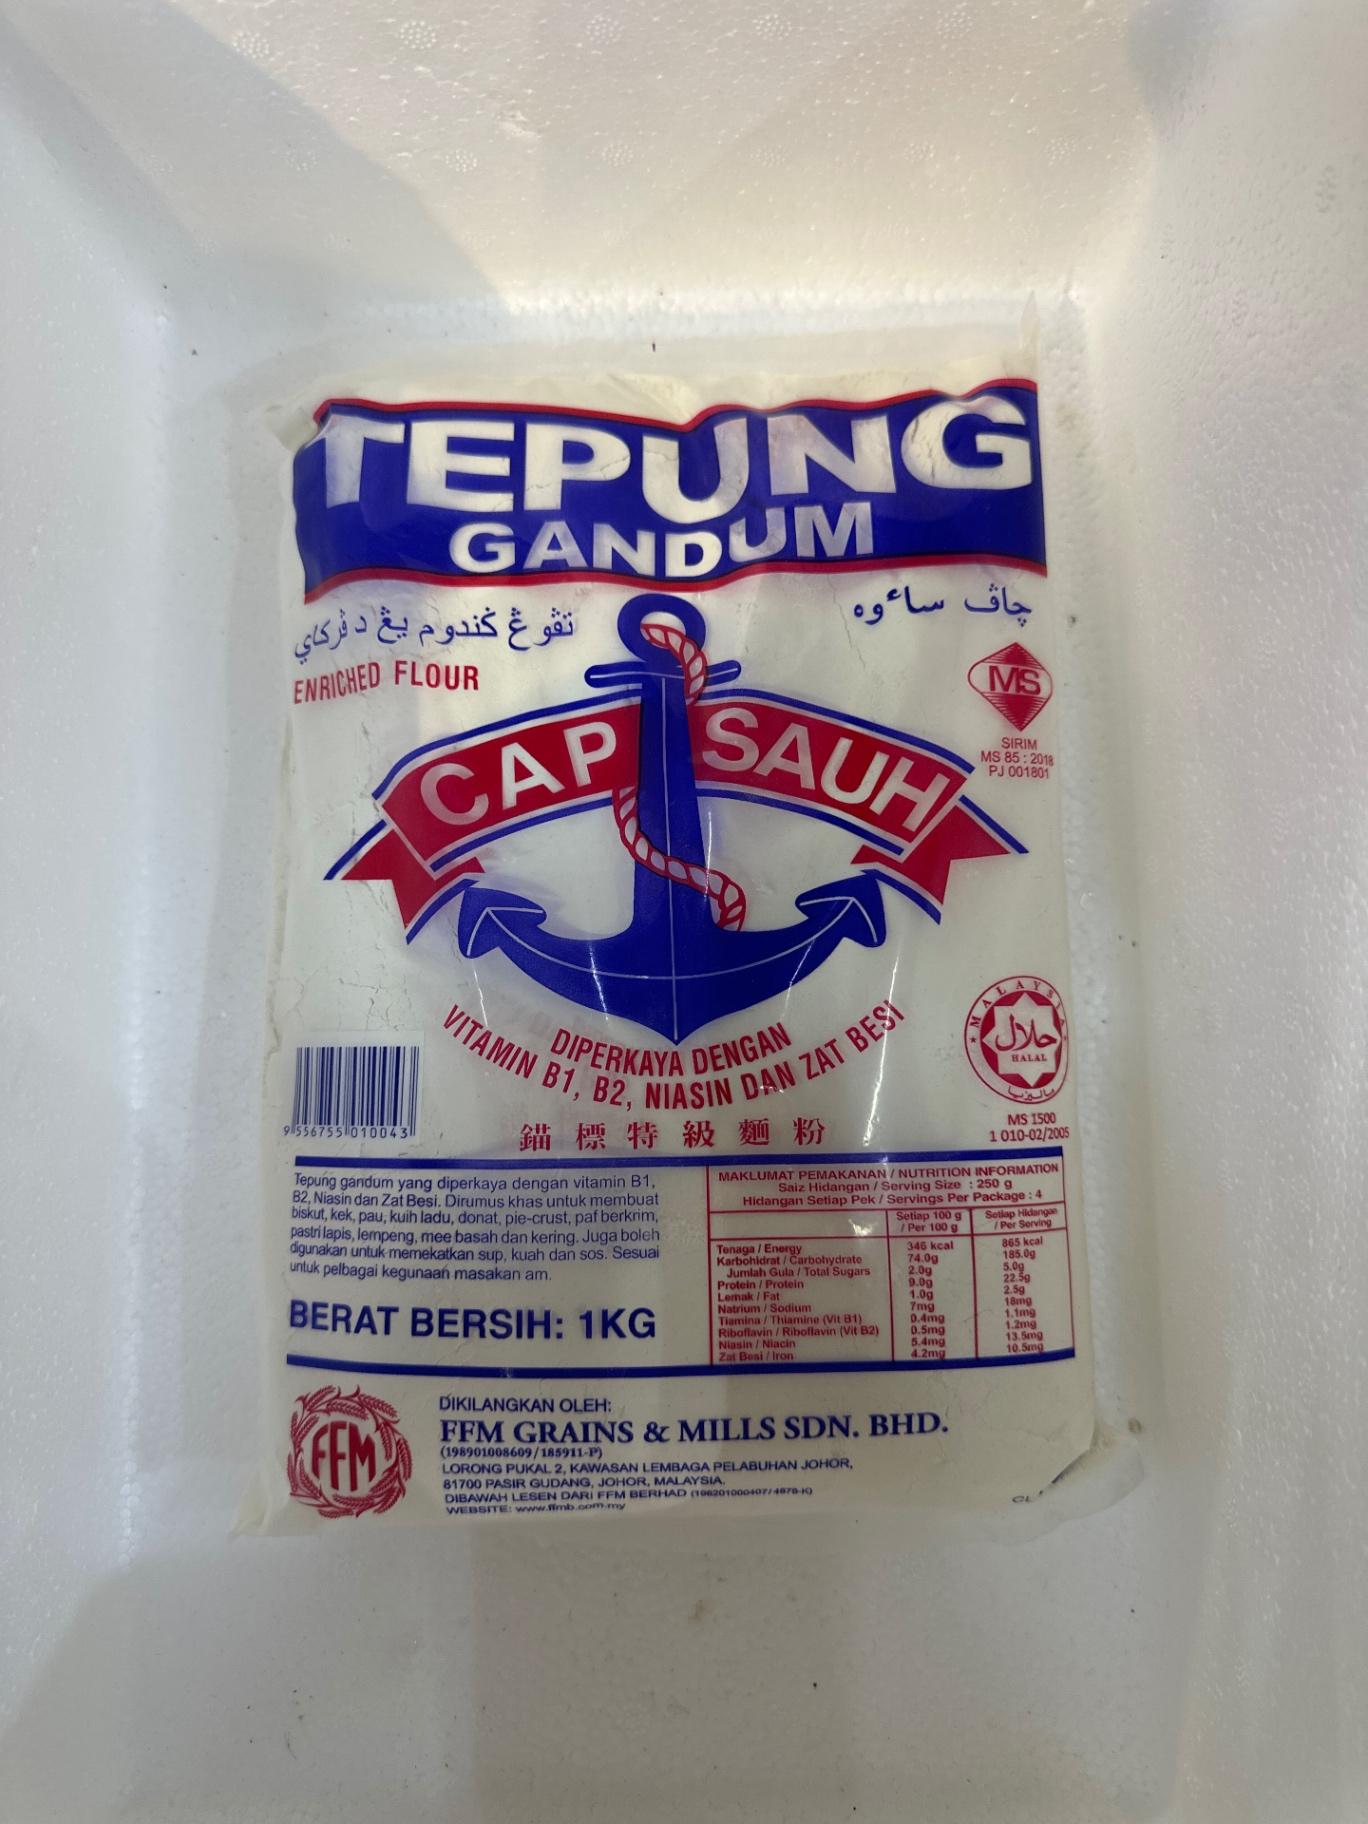 TEPUNG
GANDUM
تڤوڠ ڬندوم يڠ دڤركاي
چاڤ ساءوه
ENRICHED FLOUR
MS
SIRIM
MS 85 : 2018
PJ 001801
CAP SAUH
DIPERKAYA DENGAN
VITAMIN B1, B2, NIASIN DAN ZAT BESI
錨標特級麵粉
MALAYSIA
حلال
HALAL
ماليزيا
MS 1500
1 010-02/2005
9 556755 010043
Tepung gandum yang diperkaya dengan vitamin B1,
B2, Niasin dan Zat Besi. Dirumus khas untuk membuat
biskut, kek, pau, kuih ladu, donat, pie-crust, paf berkrim,
pastri lapis, lempeng, mee basah dan kering. Juga boleh
digunakan untuk memekatkan sup, kuah dan sos. Sesuai
untuk pelbagai kegunaan masakan am.
BERAT BERSIH: 1KG
MAKLUMAT PEMAKANAN / NUTRITION INFORMATION
Saiz Hidangan / Serving Size : 250 g
Hidangan Setiap Pek / Servings Per Package : 4
Setiap 100 g / Per 100 g
Setiap Hidangan / Per Serving
Tenaga / Energy 346 kcal 865 kcal
Karbohidrat / Carbohydrate 74.0g 185.0g
Jumlah Gula / Total Sugars 2.0g 5.0g
Protein / Protein 9.0g 22.5g
Lemak / Fat 1.0g 2.5g
Natrium / Sodium 7mg 18mg
Tiamina / Thiamine (Vit B1) 0.4mg 1.1mg
Riboflavin / Riboflavin (Vit B2) 0.5mg 1.2mg
Niasin / Niacin 5.4mg 13.5mg
Zat Besi / Iron 4.2mg 10.5mg
FFM
DIKILANGKAN OLEH:
FFM GRAINS & MILLS SDN. BHD.
(198901008609/185911-P)
LORONG PUKAL 2, KAWASAN LEMBAGA PELABUHAN JOHOR,
81700 PASIR GUDANG, JOHOR, MALAYSIA.
DIBAWAH LESEN DARI FFM BERHAD (196201000407/4878-K)
WEBSITE: www.ffmb.com.my